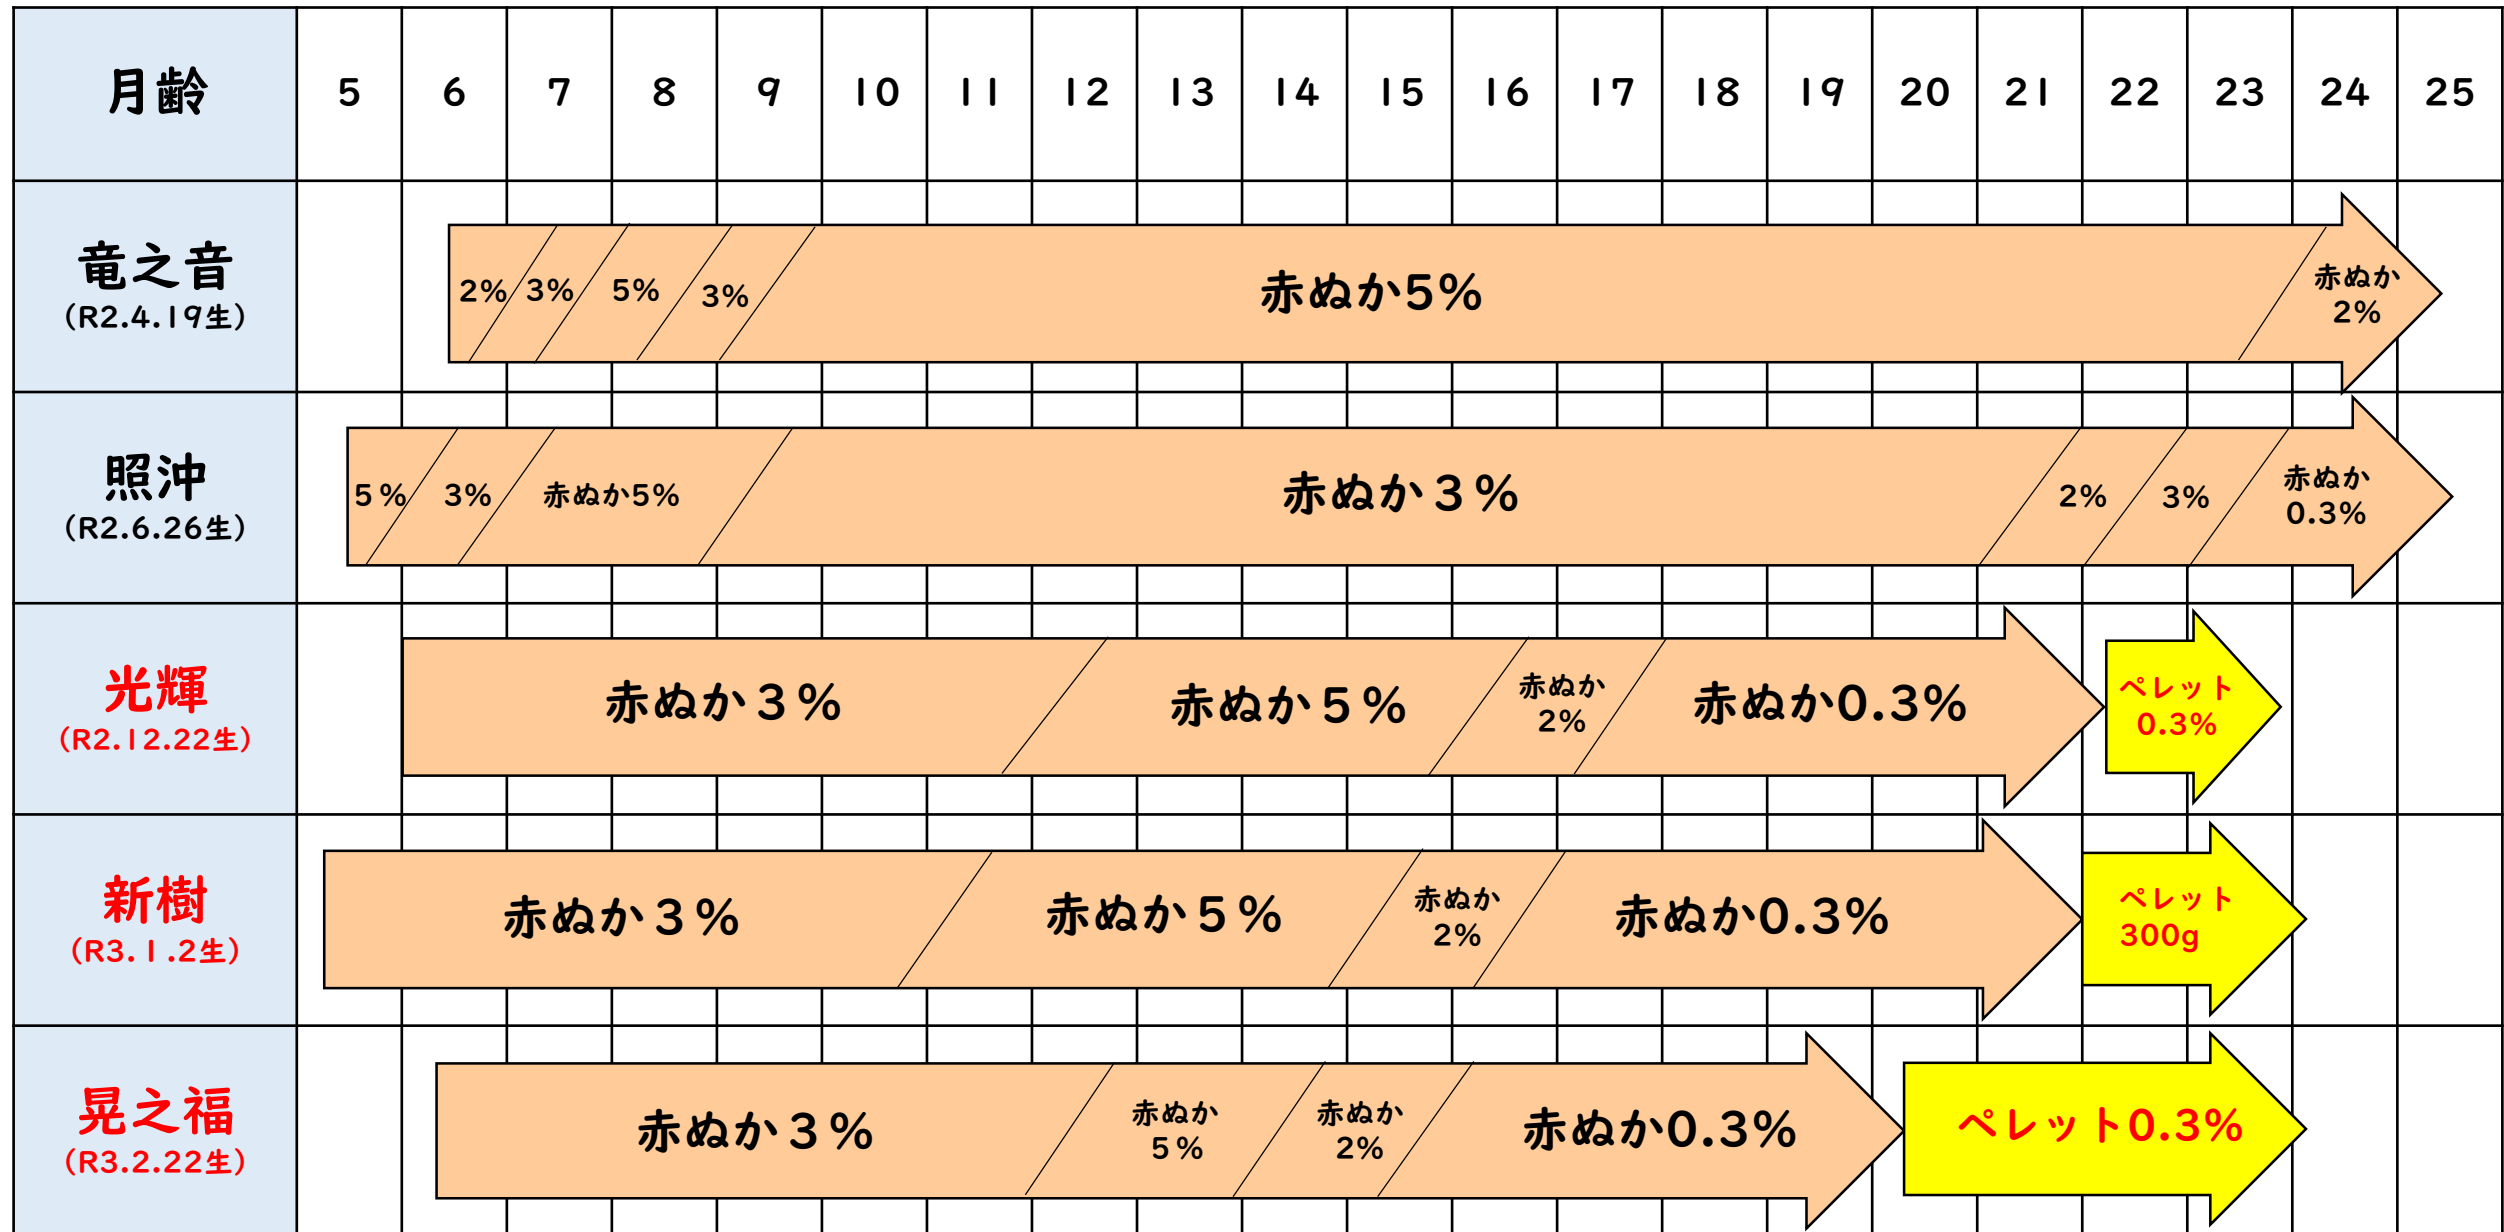 月齢 5 6 7 8 9 10 11 12 13 14 15 16 17 18 19 20 21 22 23 24 25
竜之音
(R2.4.19生)
2% 3% 5% 3% 赤ぬか5% 赤ぬか
2%
照沖
(R2.6.26生)
5% 3% 赤ぬか5% 赤ぬか3% 2% 3% 赤ぬか
0.3%
光輝
(R2.12.22生)
赤ぬか3% 赤ぬか5% 赤ぬか
2%
赤ぬか0.3% ペレット
0.3%
新樹
(R3.1.2生)
赤ぬか3% 赤ぬか5% 赤ぬか
2%
赤ぬか0.3% ペレット
300g
晃之福
(R3.2.22生)
赤ぬか3% 赤ぬか
5%
赤ぬか
2%
赤ぬか0.3% ペレット0.3%